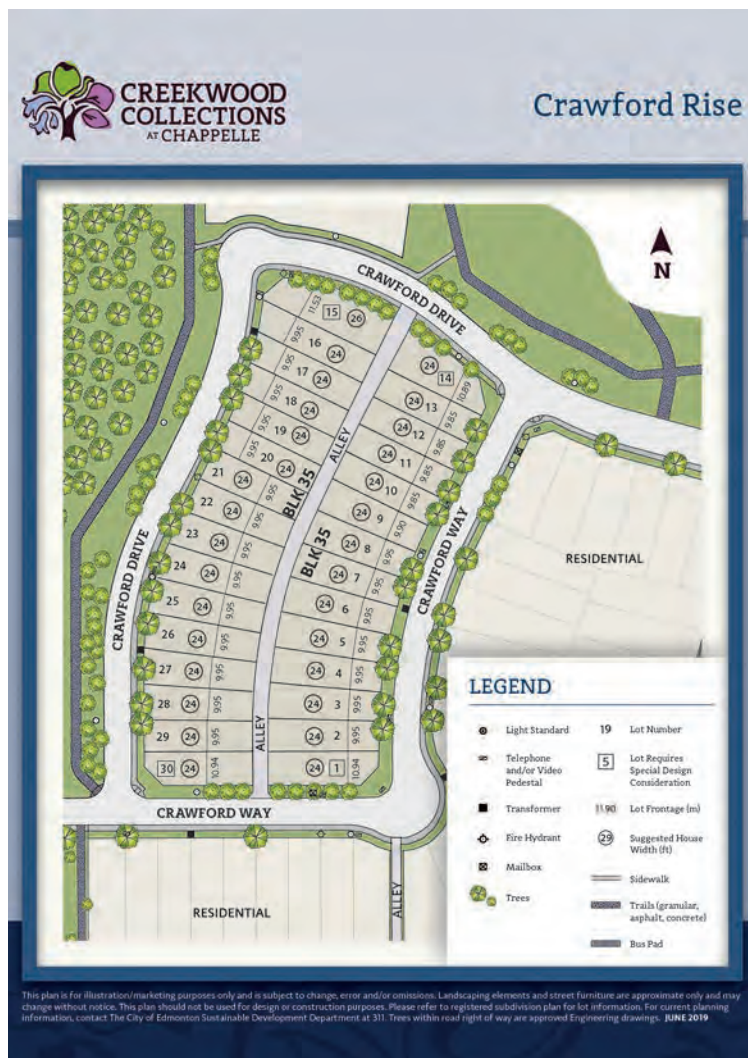 CREEKWOOD
COLLECTIONS
AT CHAPPELLE
Crawford Rise
N
CRAWFORD DRIVE
11.53
15
26
9.95
16
24
24
14
10.89
9.95
17
24
9.95
18
24
24
13
9.85
9.95
19
24
24
12
9.85
9.95
20
24
24
11
9.85
ALLEY
21
24
9.95
24
10
9.85
BLK 35
22
24
9.95
24
9
9.90
23
24
9.95
24
8
9.95
BLK 35
24
24
9.95
24
7
9.95
CRAWFORD WAY
RESIDENTIAL
CRAWFORD DRIVE
25
24
9.95
24
6
9.95
26
24
9.95
24
5
9.95
27
24
9.95
24
4
9.95
28
24
9.95
24
3
9.95
29
24
9.95
24
2
9.95
ALLEY
30
24
10.94
24
1
10.94
CRAWFORD WAY
RESIDENTIAL
ALLEY
LEGEND
Light Standard
Telephone
and/or Video
Pedestal
Transformer
Fire Hydrant
Mailbox
Trees
19 Lot Number
5 Lot Requires
Special Design
Consideration
11.90 Lot Frontage (m)
29 Suggested House
Width (ft)
Sidewalk
Trails (granular,
asphalt, concrete)
Bus Pad
This plan is for illustration/marketing purposes only and is subject to change, error and/or omissions. Landscaping elements and street furniture are approximate only and may
change without notice. This plan should not be used for design or construction purposes. Please refer to registered subdivision plan for lot information. For current planning
information, contact The City of Edmonton Sustainable Development Department at 311. Trees within road right of way are approved Engineering drawings. JUNE 2019